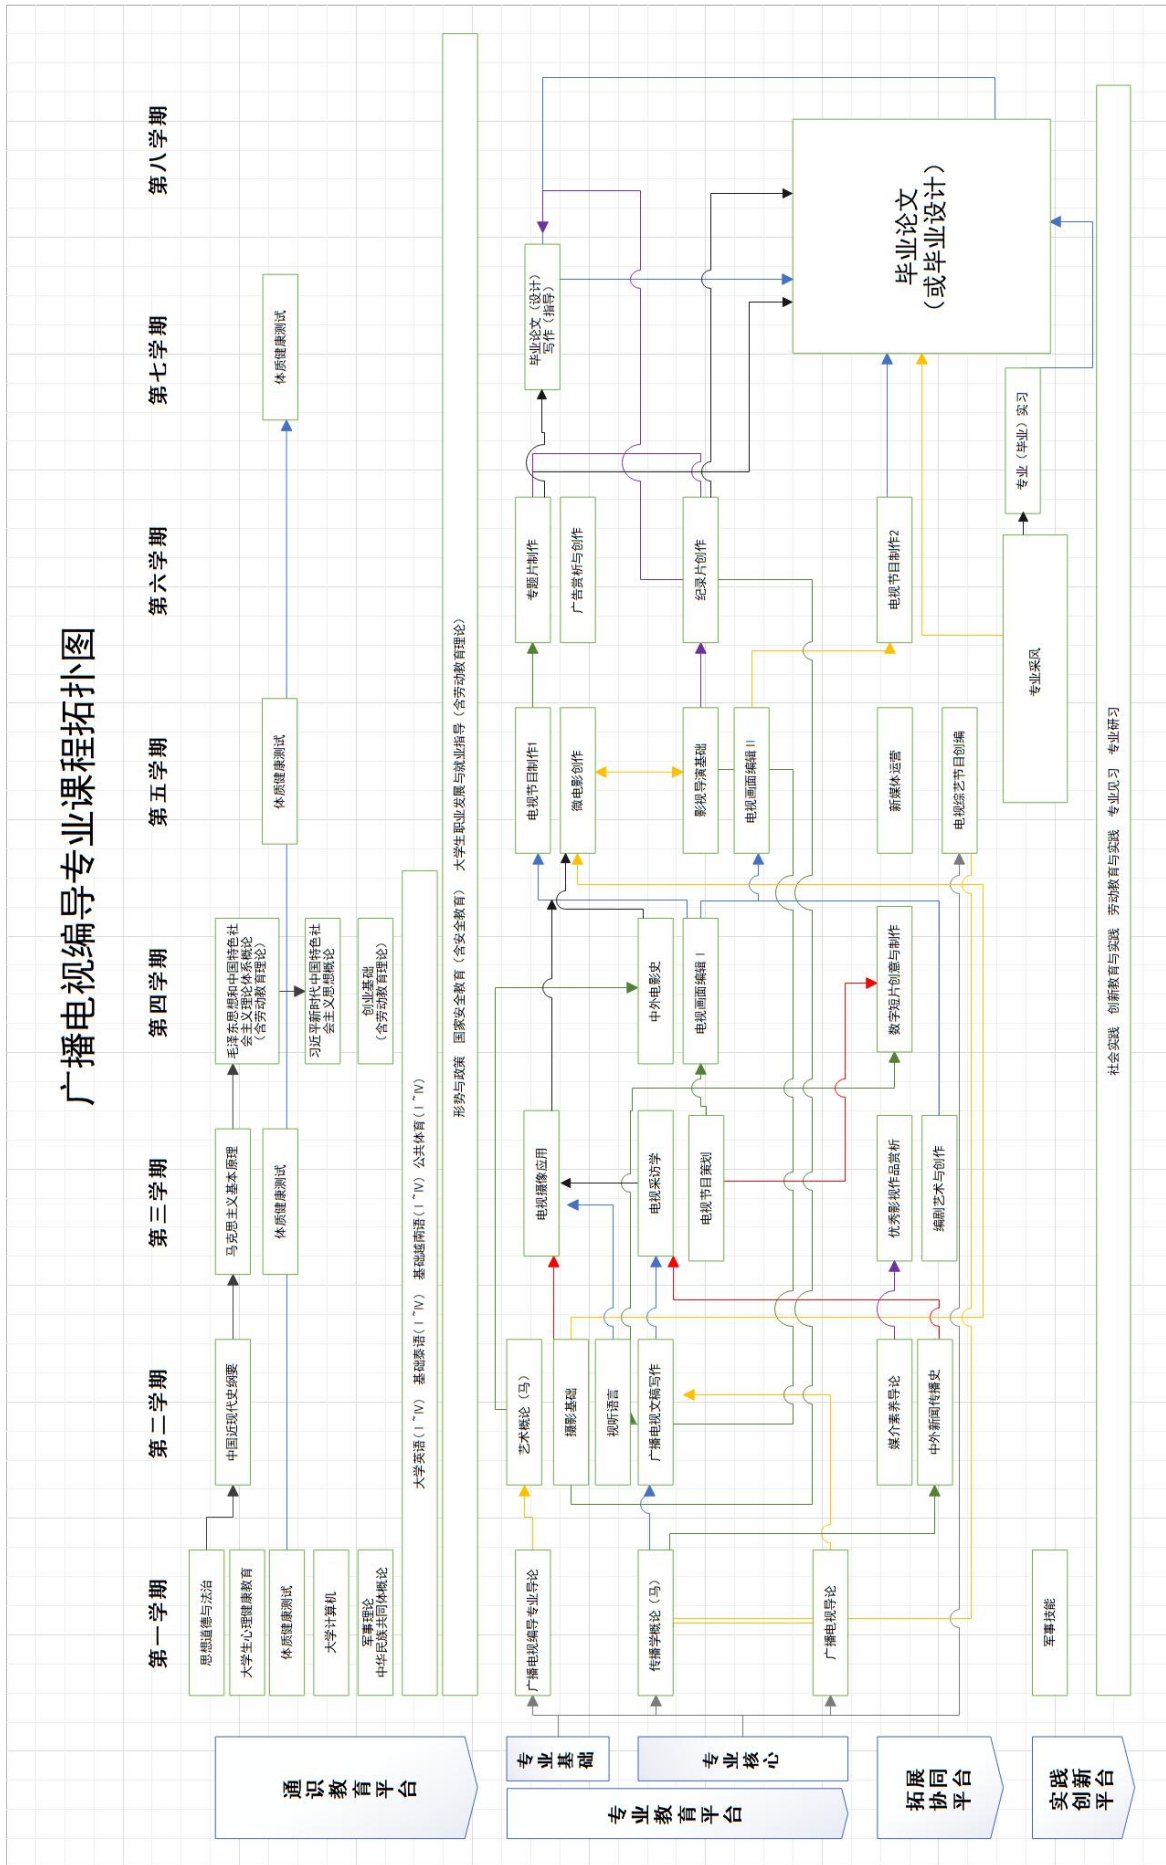 广播电视编导专业课程拓扑图
第一学期
第二学期
第三学期
第四学期
第五学期
第六学期
第七学期
第八学期
通识
教育
平台
思想道德与法治
中国近现代史纲要
马克思主义基本原理
毛泽东思想和中国特色社
会主义理论体系概论
（含劳动教育理论）
大学生心理健康教育
体质健康测试
体质健康测试
体质健康测试
体质健康测试
习近平新时代中国特色社
会主义思想概论
大学计算机
军事理论
中华民族共同体概论
创业基础
（含劳动教育理论）
大学英语(Ⅰ~Ⅳ) 基础泰语(Ⅰ~Ⅳ) 基础越南语(Ⅰ~Ⅳ) 公共体育(Ⅰ~Ⅳ)
形势与政策 国家安全教育（含安全教育） 大学生职业发展与就业指导（含劳动教育理论）
专业教育平台
专业
基础
专业
核心
广播电视编导专业导论
艺术概论（马）
摄影基础
视听语言
电视摄像应用
电视节目制作1
微电影创作
专题片制作
广告赏析与创作
毕业论文（设计）
写作（指导）
传播学概论（马）
广播电视文稿写作
电视采访学
电视节目策划
中外电影史
电视画面编辑Ⅰ
影视导演基础
电视画面编辑Ⅱ
纪录片创作
广播电视导论
拓展
协同
平台
媒介素养导论
中外新闻传播史
优秀影视作品赏析
编剧艺术与创作
数字短片创意与制作
新媒体运营
电视综艺节目创编
电视节目制作2
毕业论文
（或毕业设计）
实践
创新
平台
军事技能
专业采风
专业（毕业）实习
社会实践 创新教育与实践 劳动教育与实践 专业见习 专业研习